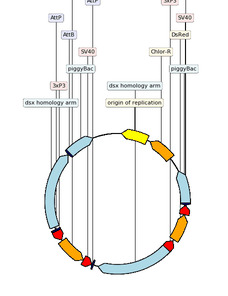 AttP
3xP3
AttP
SV40
AttB
DsRed
SV40
Chlor-R
piggyBac
piggyBac
3xP3
dsx homology arm
dsx homology arm
origin of replication